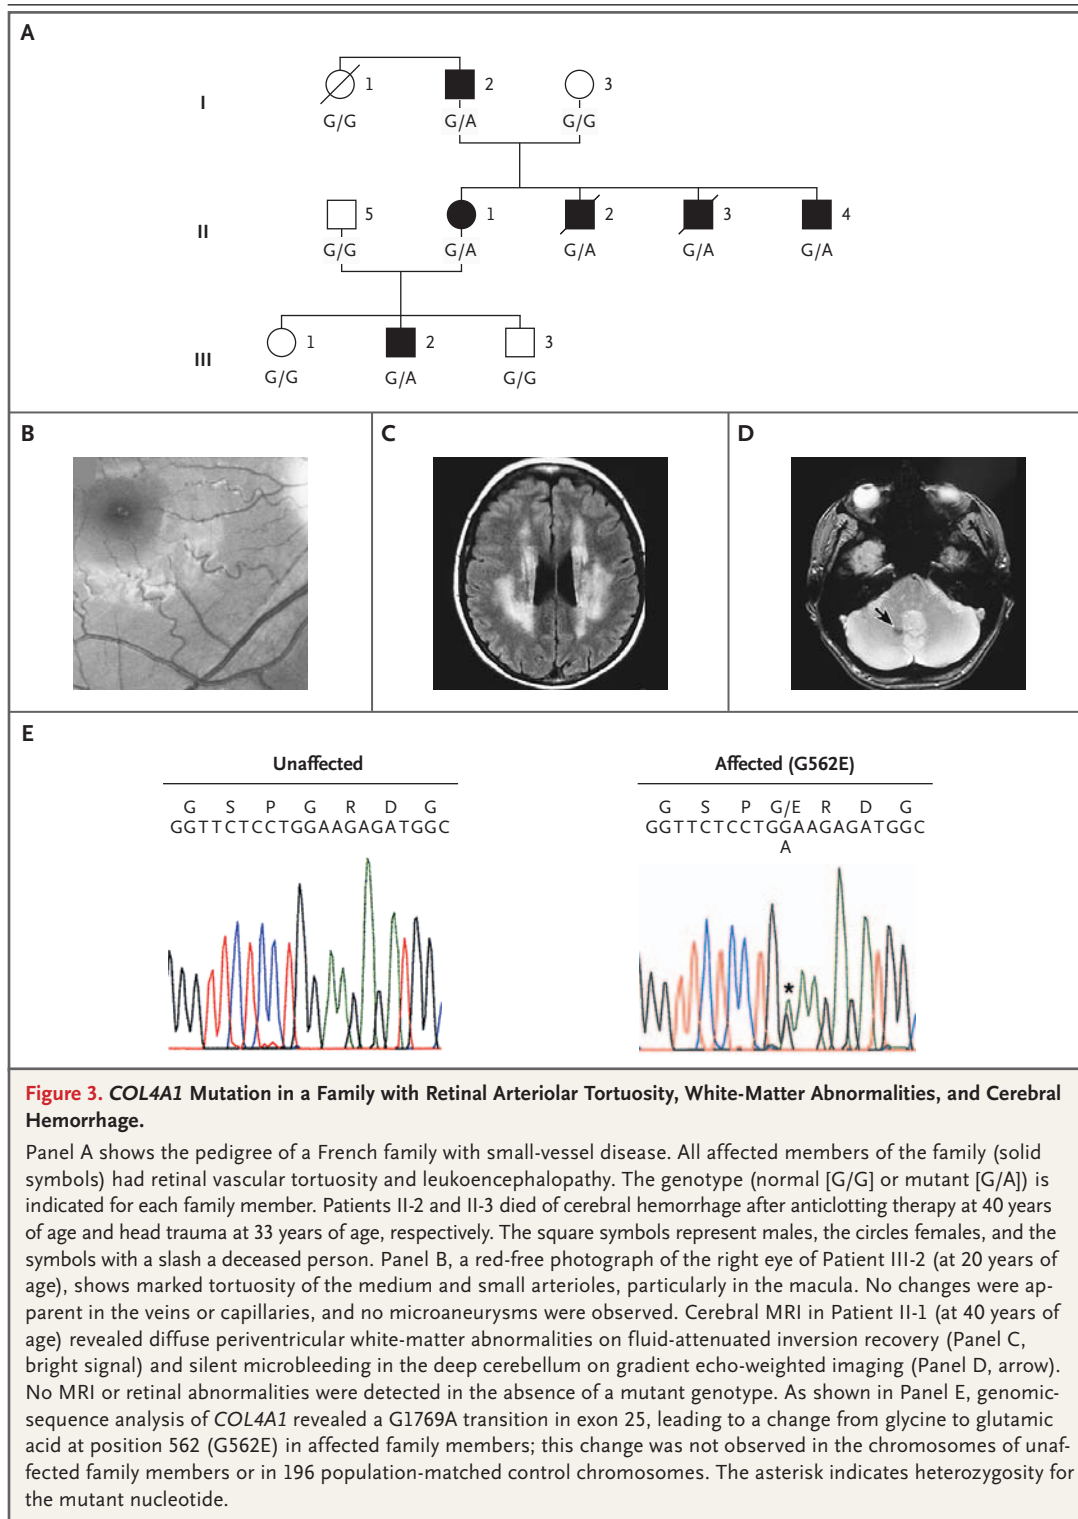 A
I
1 2 3
G/G G/A G/G
II
5 1 2 3 4
G/G G/A G/A G/A G/A
III
1 2 3
G/G G/A G/G
B C D
E
Unaffected Affected (G562E)
G S P G R D G G S P G/E R D G
GGTTCTCCTGGAAGAGATGGC GGTTCTCCTGGAAGAGATGGC
A
*
Figure 3. COL4A1 Mutation in a Family with Retinal Arteriolar Tortuosity, White-Matter Abnormalities, and Cerebral
Hemorrhage.
Panel A shows the pedigree of a French family with small-vessel disease. All affected members of the family (solid
symbols) had retinal vascular tortuosity and leukoencephalopathy. The genotype (normal [G/G] or mutant [G/A]) is
indicated for each family member. Patients II-2 and II-3 died of cerebral hemorrhage after anticlotting therapy at 40 years
of age and head trauma at 33 years of age, respectively. The square symbols represent males, the circles females, and the
symbols with a slash a deceased person. Panel B, a red-free photograph of the right eye of Patient III-2 (at 20 years of
age), shows marked tortuosity of the medium and small arterioles, particularly in the macula. No changes were ap-
parent in the veins or capillaries, and no microaneurysms were observed. Cerebral MRI in Patient II-1 (at 40 years of
age) revealed diffuse periventricular white-matter abnormalities on fluid-attenuated inversion recovery (Panel C,
bright signal) and silent microbleeding in the deep cerebellum on gradient echo-weighted imaging (Panel D, arrow).
No MRI or retinal abnormalities were detected in the absence of a mutant genotype. As shown in Panel E, genomic-
sequence analysis of COL4A1 revealed a G1769A transition in exon 25, leading to a change from glycine to glutamic
acid at position 562 (G562E) in affected family members; this change was not observed in the chromosomes of unaf-
fected family members or in 196 population-matched control chromosomes. The asterisk indicates heterozygosity for
the mutant nucleotide.